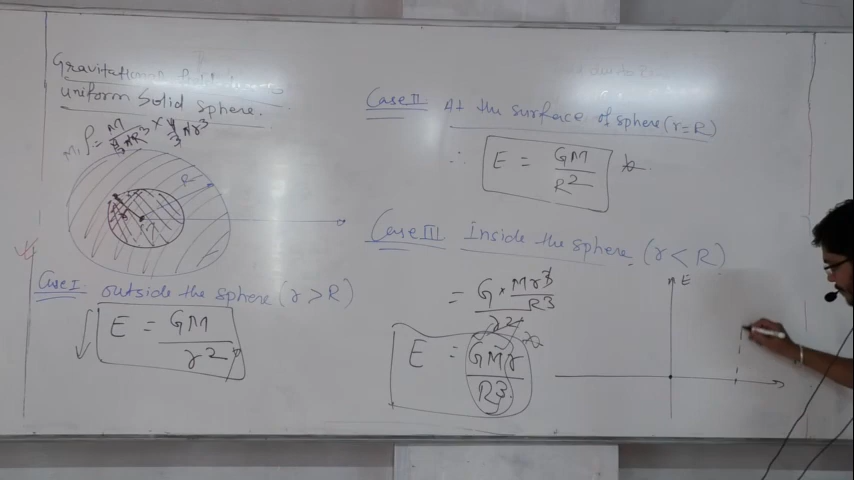 Gravitational
uniform Solid sphere.
M₁ ρ = M / 4/3 πR³ × 4/3 πr³
R
r
Case I outside the sphere (r > R)
E = GM / r²
Case II At the surface of sphere (r = R)
∴ E = GM / R²
Case III Inside the sphere (r < R)
= G × Mr³ / R³ / r²
E = GMr / R³
E